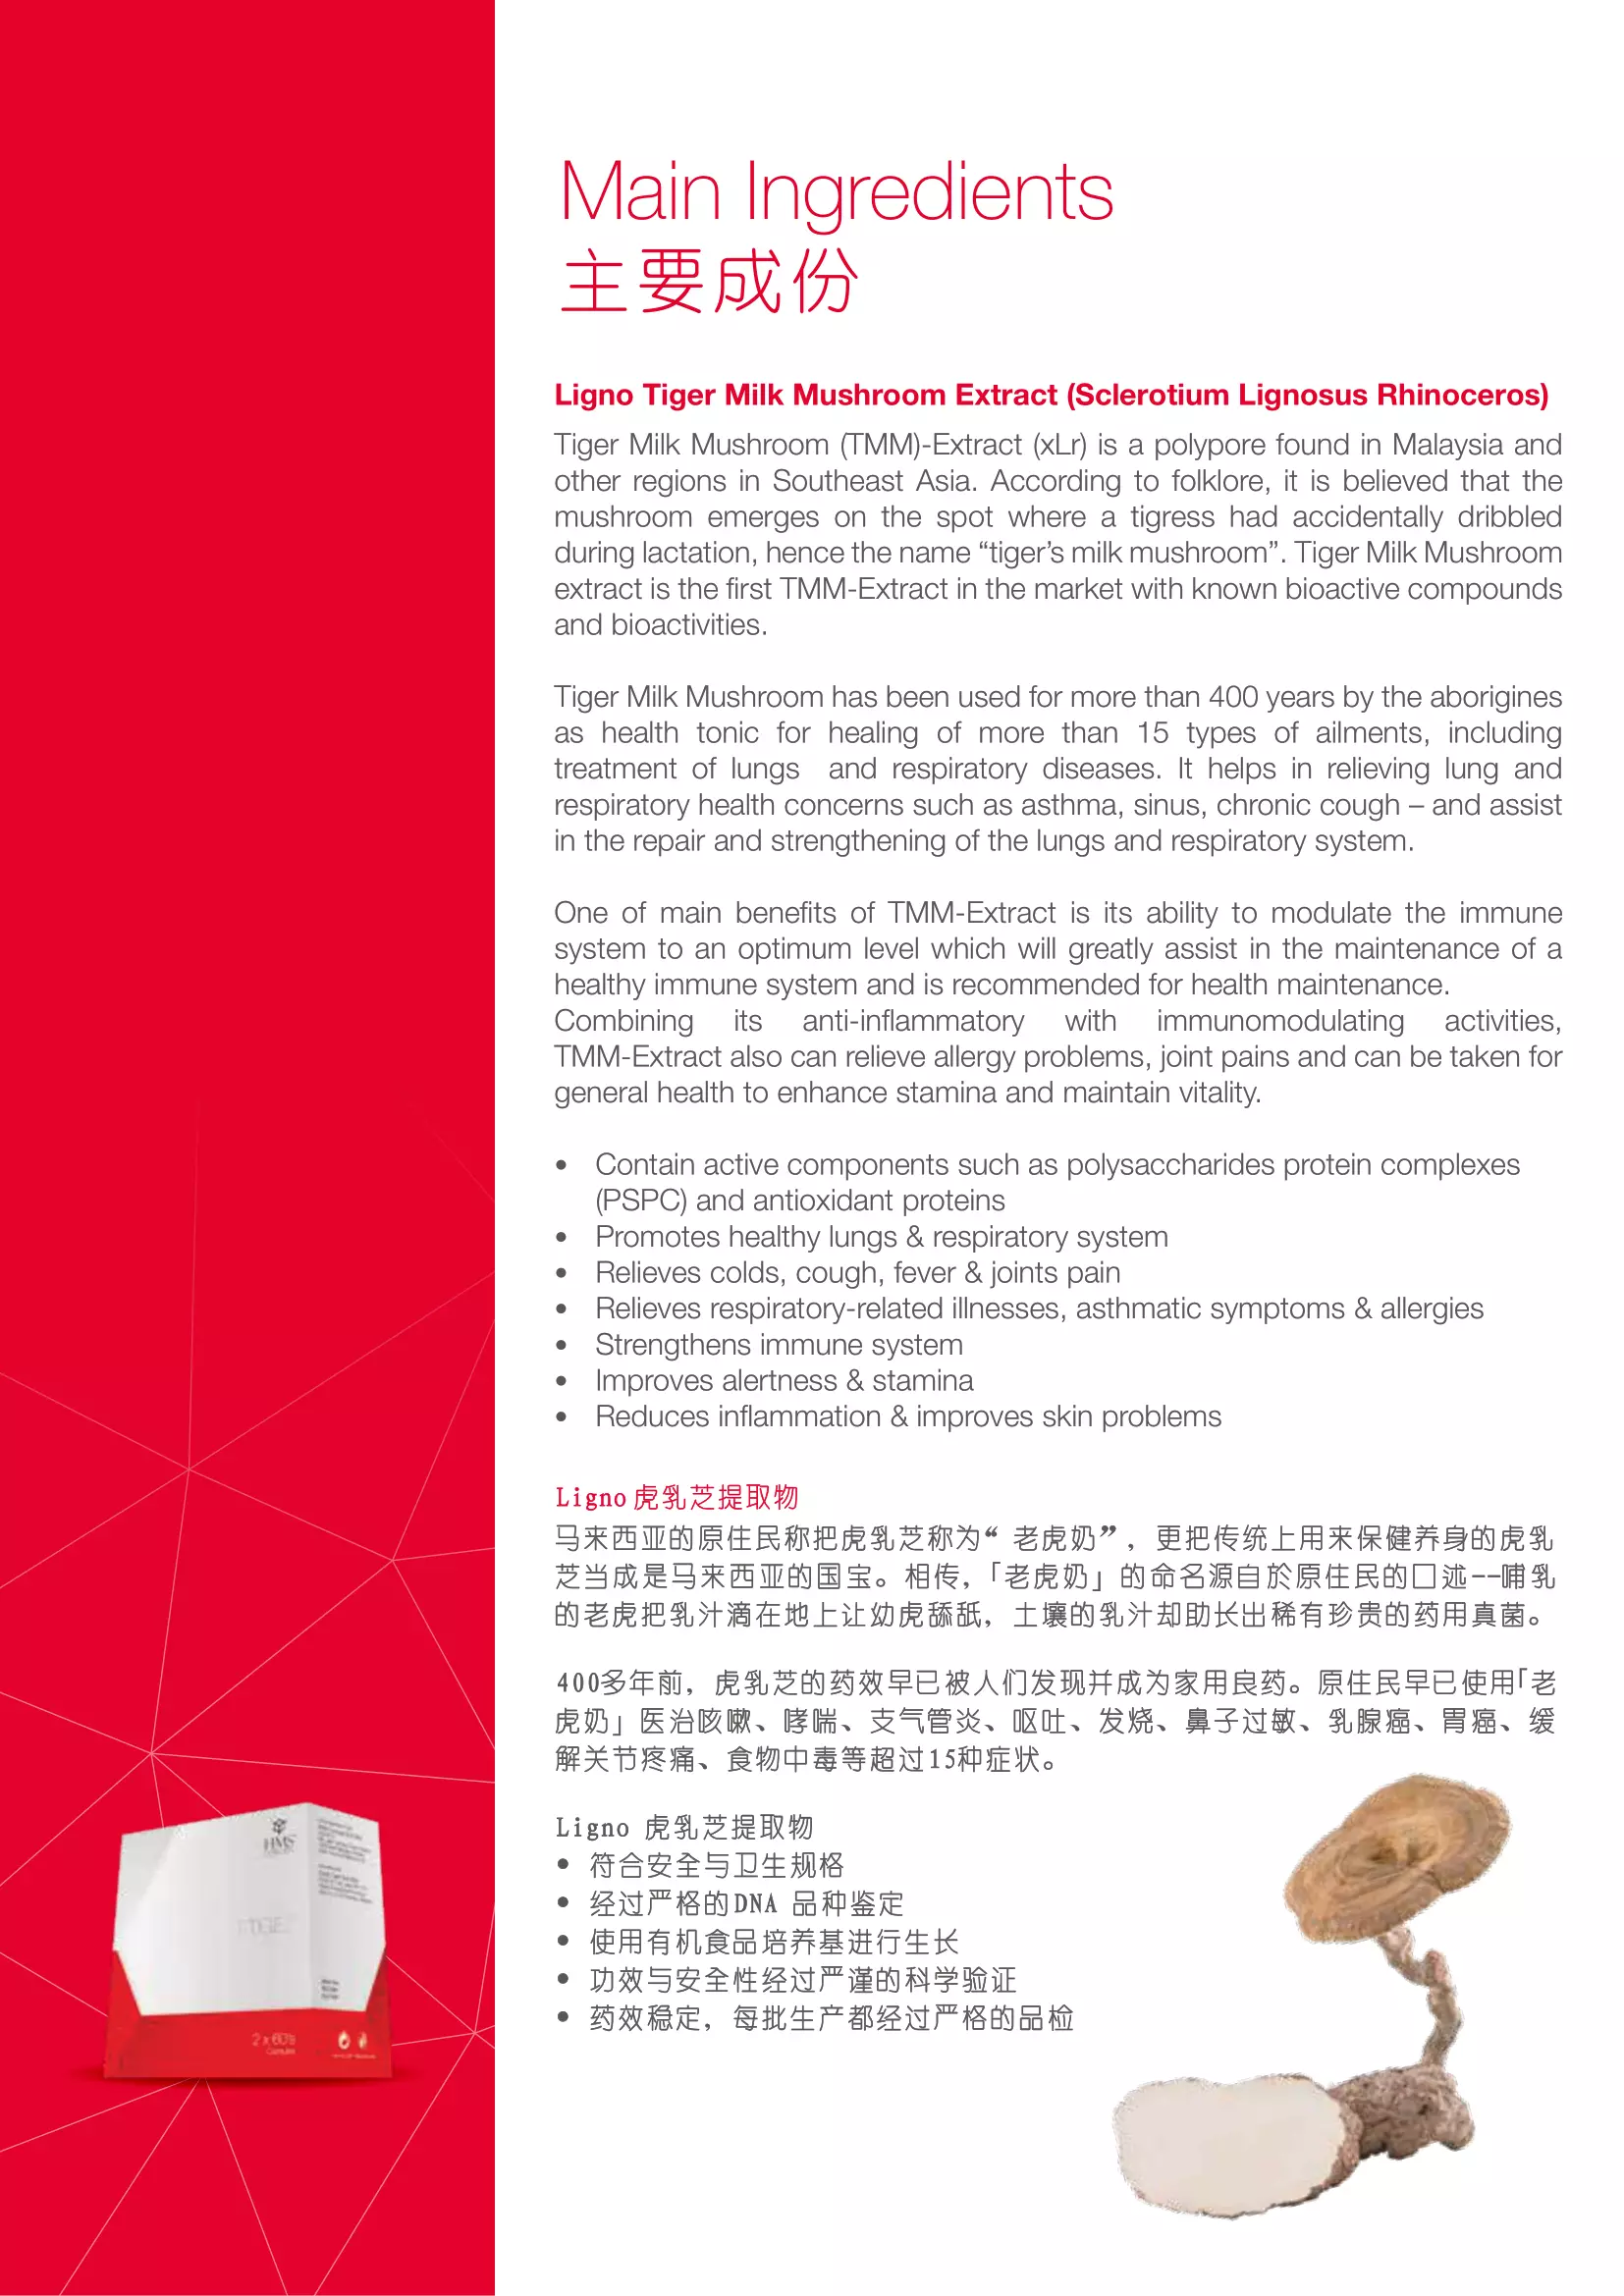 Main Ingredients
主要成份
Ligno Tiger Milk Mushroom Extract (Sclerotium Lignosus Rhinoceros)
Tiger Milk Mushroom (TMM)-Extract (xLr) is a polypore found in Malaysia and
other regions in Southeast Asia. According to folklore, it is believed that the
mushroom emerges on the spot where a tigress had accidentally dribbled
during lactation, hence the name “tiger’s milk mushroom”. Tiger Milk Mushroom
extract is the first TMM-Extract in the market with known bioactive compounds
and bioactivities.
Tiger Milk Mushroom has been used for more than 400 years by the aborigines
as health tonic for healing of more than 15 types of ailments, including
treatment of lungs and respiratory diseases. It helps in relieving lung and
respiratory health concerns such as asthma, sinus, chronic cough – and assist
in the repair and strengthening of the lungs and respiratory system.
One of main benefits of TMM-Extract is its ability to modulate the immune
system to an optimum level which will greatly assist in the maintenance of a
healthy immune system and is recommended for health maintenance.
Combining its anti-inflammatory with immunomodulating activities,
TMM-Extract also can relieve allergy problems, joint pains and can be taken for
general health to enhance stamina and maintain vitality.
• Contain active components such as polysaccharides protein complexes
(PSPC) and antioxidant proteins
• Promotes healthy lungs & respiratory system
• Relieves colds, cough, fever & joints pain
• Relieves respiratory-related illnesses, asthmatic symptoms & allergies
• Strengthens immune system
• Improves alertness & stamina
• Reduces inflammation & improves skin problems
Ligno 虎乳芝提取物
马来西亚的原住民称把虎乳芝称为“ 老虎奶”，更把传统上用来保健养身的虎乳
芝当成是马来西亚的国宝。相传，「老虎奶」的命名源自於原住民的口述--哺乳
的老虎把乳汁滴在地上让幼虎舔舐，土壤的乳汁却助长出稀有珍贵的药用真菌。
400多年前，虎乳芝的药效早已被人们发现并成为家用良药。原住民早已使用「老
虎奶」医治咳嗽、哮喘、支气管炎、呕吐、发烧、鼻子过敏、乳腺癌、胃癌、缓
解关节疼痛、食物中毒等超过15种症状。
Ligno 虎乳芝提取物
• 符合安全与卫生规格
• 经过严格的DNA 品种鉴定
• 使用有机食品培养基进行生长
• 功效与安全性经过严谨的科学验证
• 药效稳定，每批生产都经过严格的品检
HMS
2 x 60's
Capsules